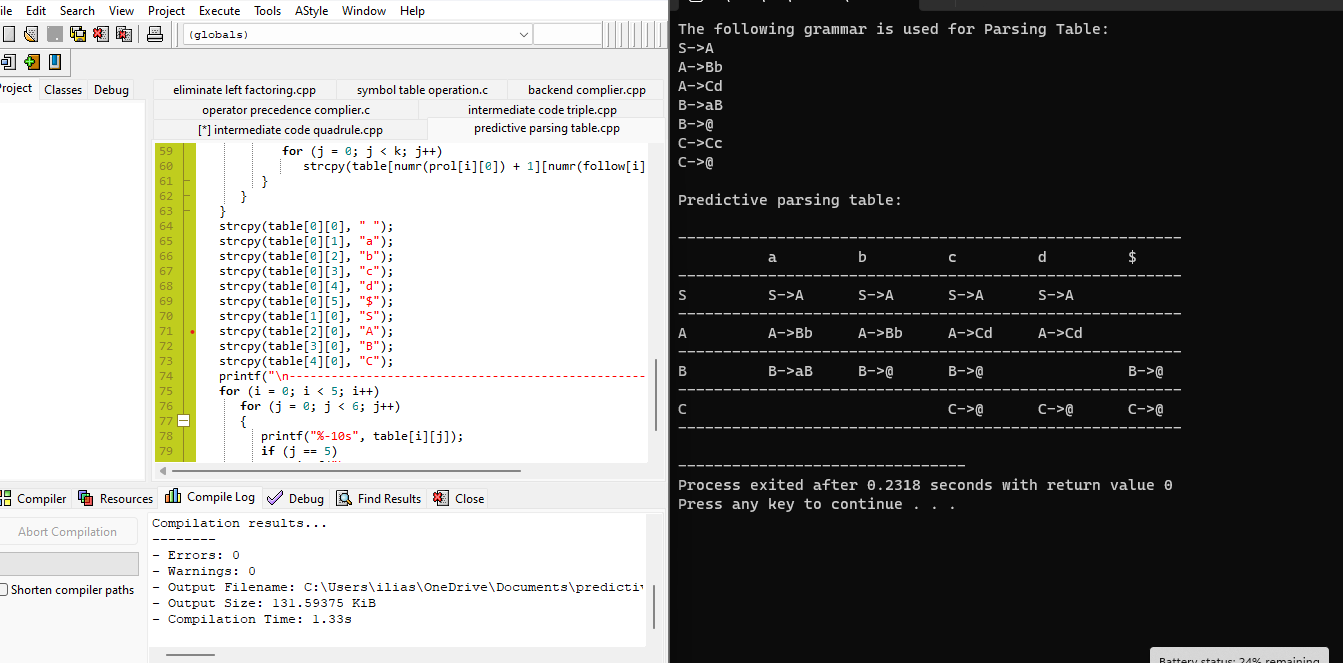 ile Edit Search View Project Execute Tools AStyle Window Help
(globals)
roject Classes Debug
eliminate left factoring.cpp symbol table operation.c backend complier.cpp
operator precedence complier.c intermediate code triple.cpp
[*] intermediate code quadrule.cpp predictive parsing table.cpp
59 for (j = 0; j < k; j++)
60 strcpy(table[numr(prol[i][0]) + 1][numr(follow[i]
61 }
62 }
63 }
64 strcpy(table[0][0], " ");
65 strcpy(table[0][1], "a");
66 strcpy(table[0][2], "b");
67 strcpy(table[0][3], "c");
68 strcpy(table[0][4], "d");
69 strcpy(table[0][5], "$");
70 strcpy(table[1][0], "S");
71 strcpy(table[2][0], "A");
72 strcpy(table[3][0], "B");
73 strcpy(table[4][0], "C");
74 printf("\n---------------------------------------------------
75 for (i = 0; i < 5; i++)
76 for (j = 0; j < 6; j++)
77 {
78 printf("%-10s", table[i][j]);
79 if (j == 5)
Compiler Resources Compile Log Debug Find Results Close
Abort Compilation
Shorten compiler paths
Compilation results...
--------
- Errors: 0
- Warnings: 0
- Output Filename: C:\Users\ilias\OneDrive\Documents\predictiv
- Output Size: 131.59375 KiB
- Compilation Time: 1.33s
The following grammar is used for Parsing Table:
S->A
A->Bb
A->Cd
B->aB
B->@
C->Cc
C->@
Predictive parsing table:
--------------------------------------------------------
a b c d $
--------------------------------------------------------
S S->A S->A S->A S->A
--------------------------------------------------------
A A->Bb A->Bb A->Cd A->Cd
--------------------------------------------------------
B B->aB B->@ B->@ B->@
--------------------------------------------------------
C C->@ C->@ C->@
--------------------------------------------------------
--------------------------------
Process exited after 0.2318 seconds with return value 0
Press any key to continue . . .
Battery status: 24% remaining